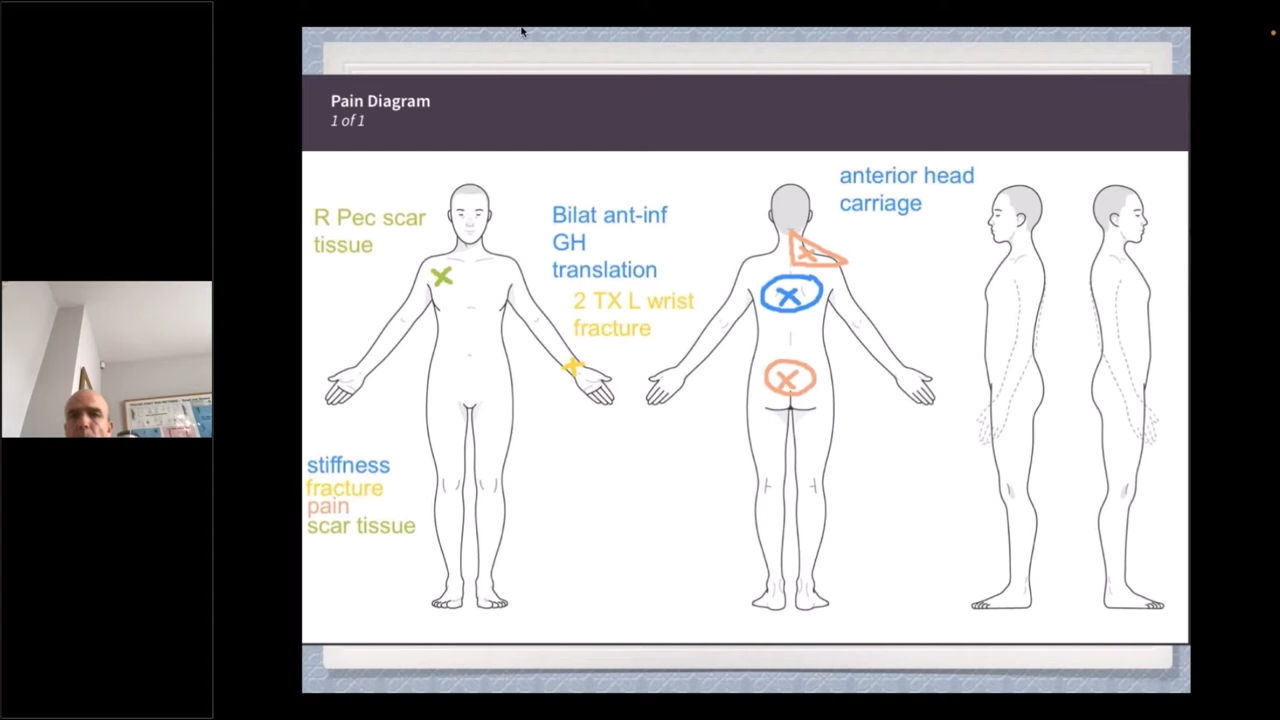 Pain Diagram
1 of 1
R Pec scar
tissue
Bilat ant-inf
GH
translation
2 TX L wrist
fracture
anterior head
carriage
stiffness
fracture
pain
scar tissue